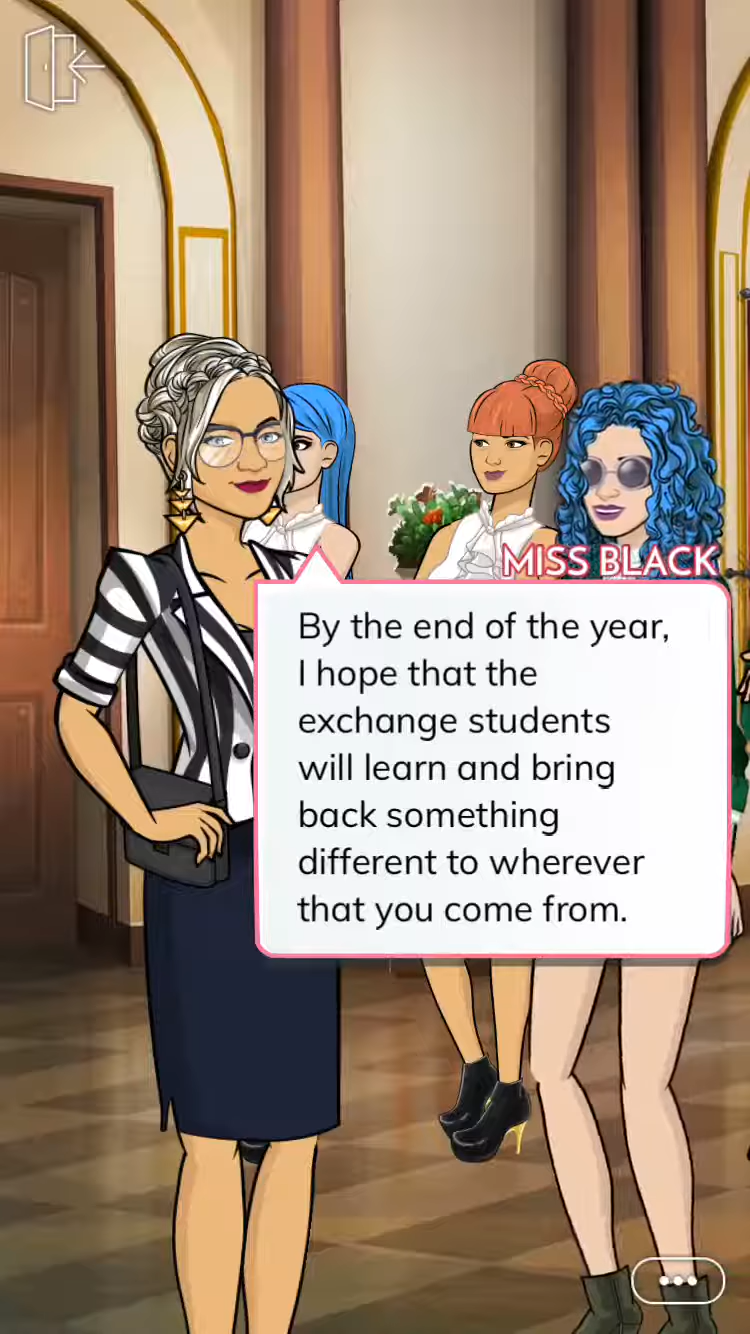 MISS BLACK
By the end of the year,
I hope that the
exchange students
will learn and bring
back something
different to wherever
that you come from.